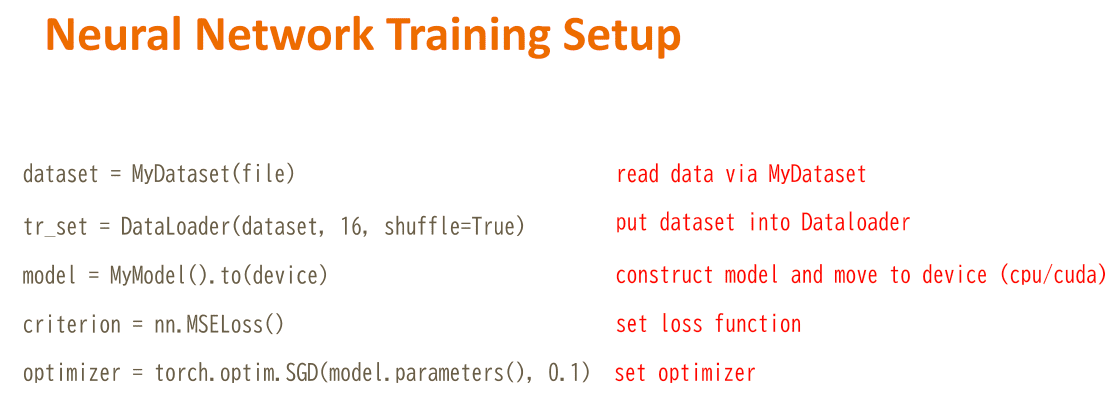 Neural Network Training Setup
dataset = MyDataset(file) read data via MyDataset
tr_set = DataLoader(dataset, 16, shuffle=True) put dataset into Dataloader
model = MyModel().to(device) construct model and move to device (cpu/cuda)
criterion = nn.MSELoss() set loss function
optimizer = torch.optim.SGD(model.parameters(), 0.1) set optimizer